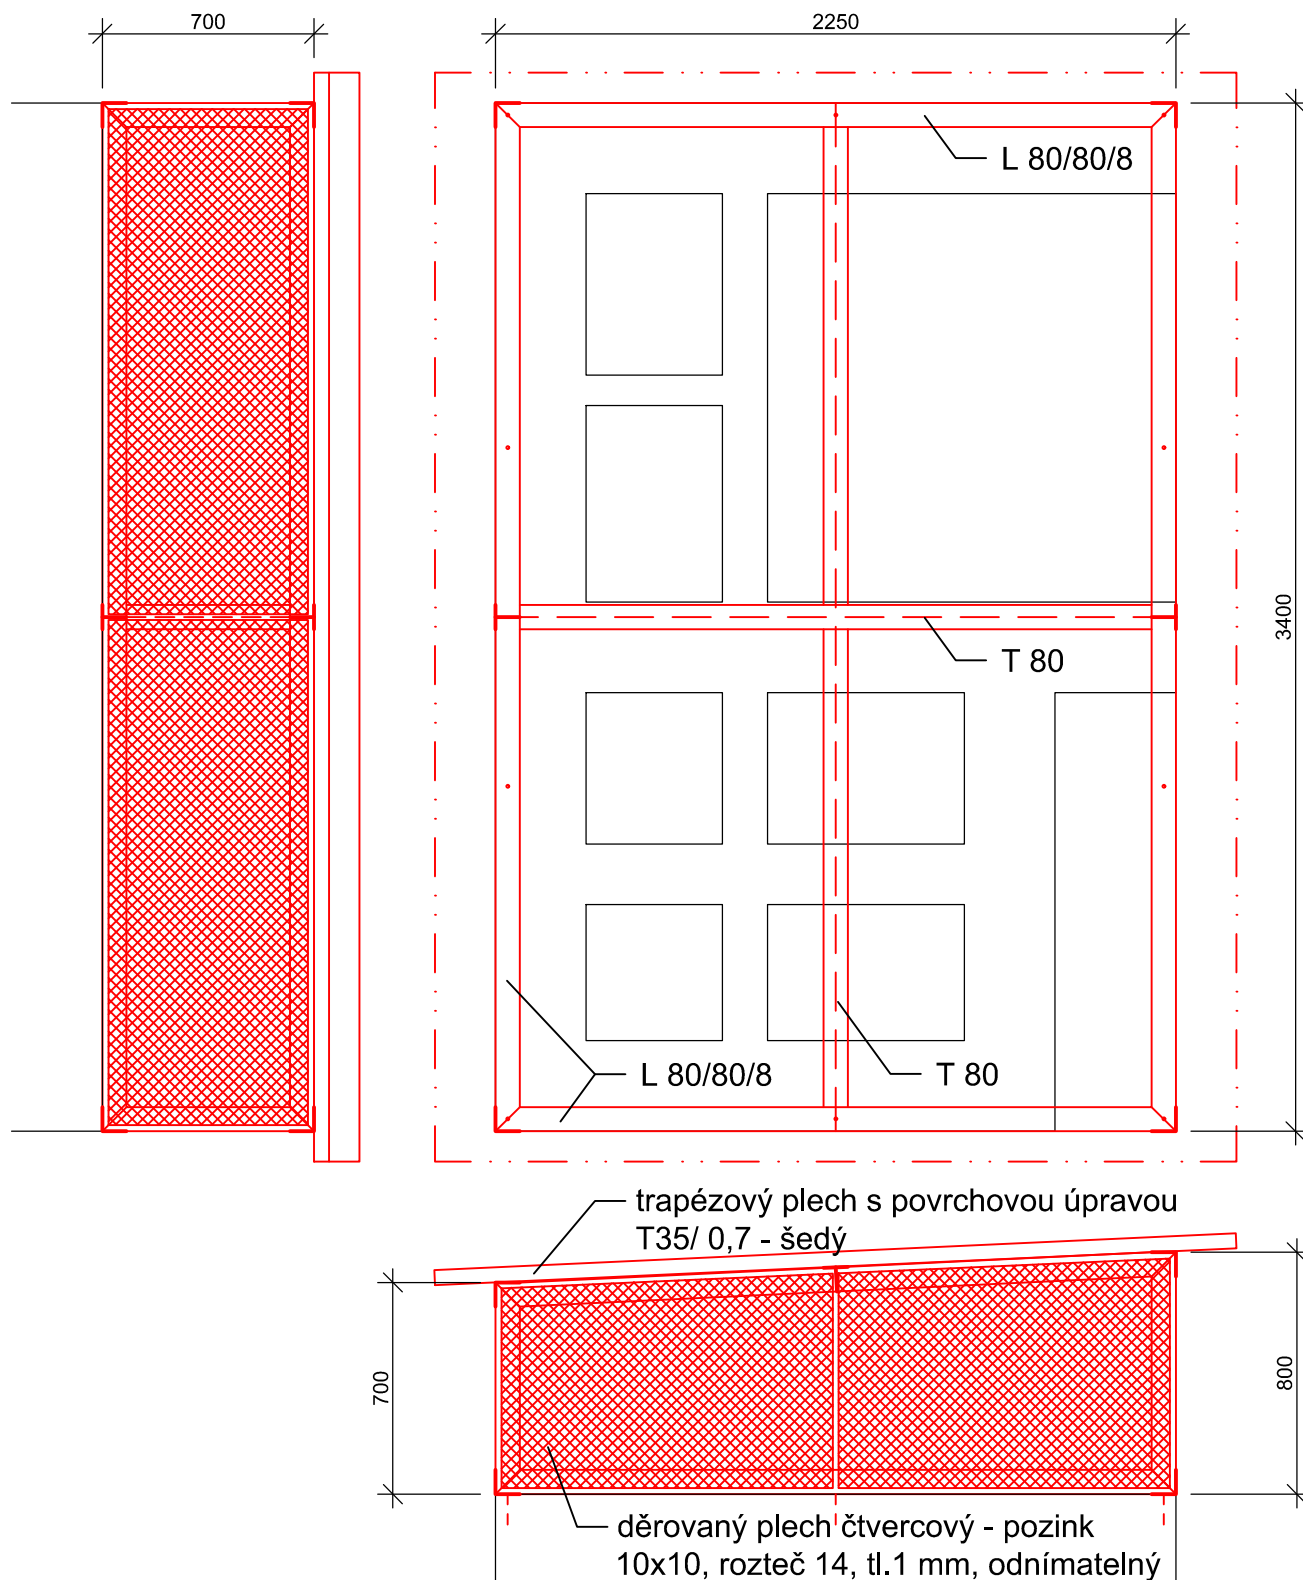 700
2250
L 80/80/8
3400
T 80
L 80/80/8
T 80
trapézový plech s povrchovou úpravou
T35/ 0,7 - šedý
700
800
děrovaný plech čtvercový - pozink
10x10, rozteč 14, tl.1 mm, odnímatelný